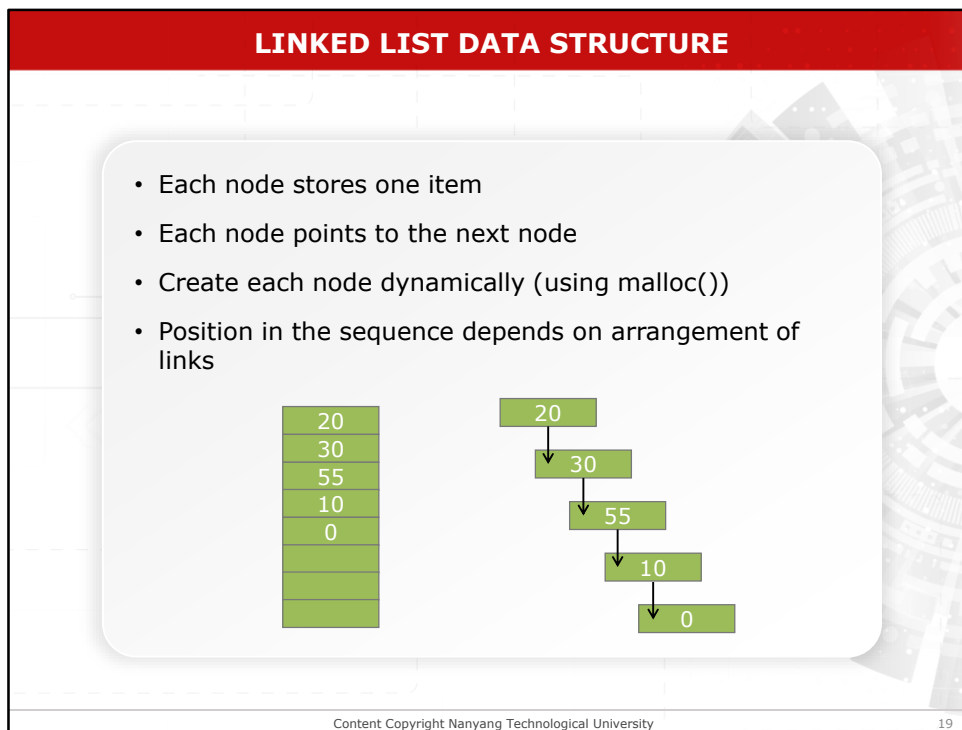 LINKED LIST DATA STRUCTURE
• Each node stores one item
• Each node points to the next node
• Create each node dynamically (using malloc())
• Position in the sequence depends on arrangement of
links
20
30
55
10
0
20
30
55
10
0
Content Copyright Nanyang Technological University
19